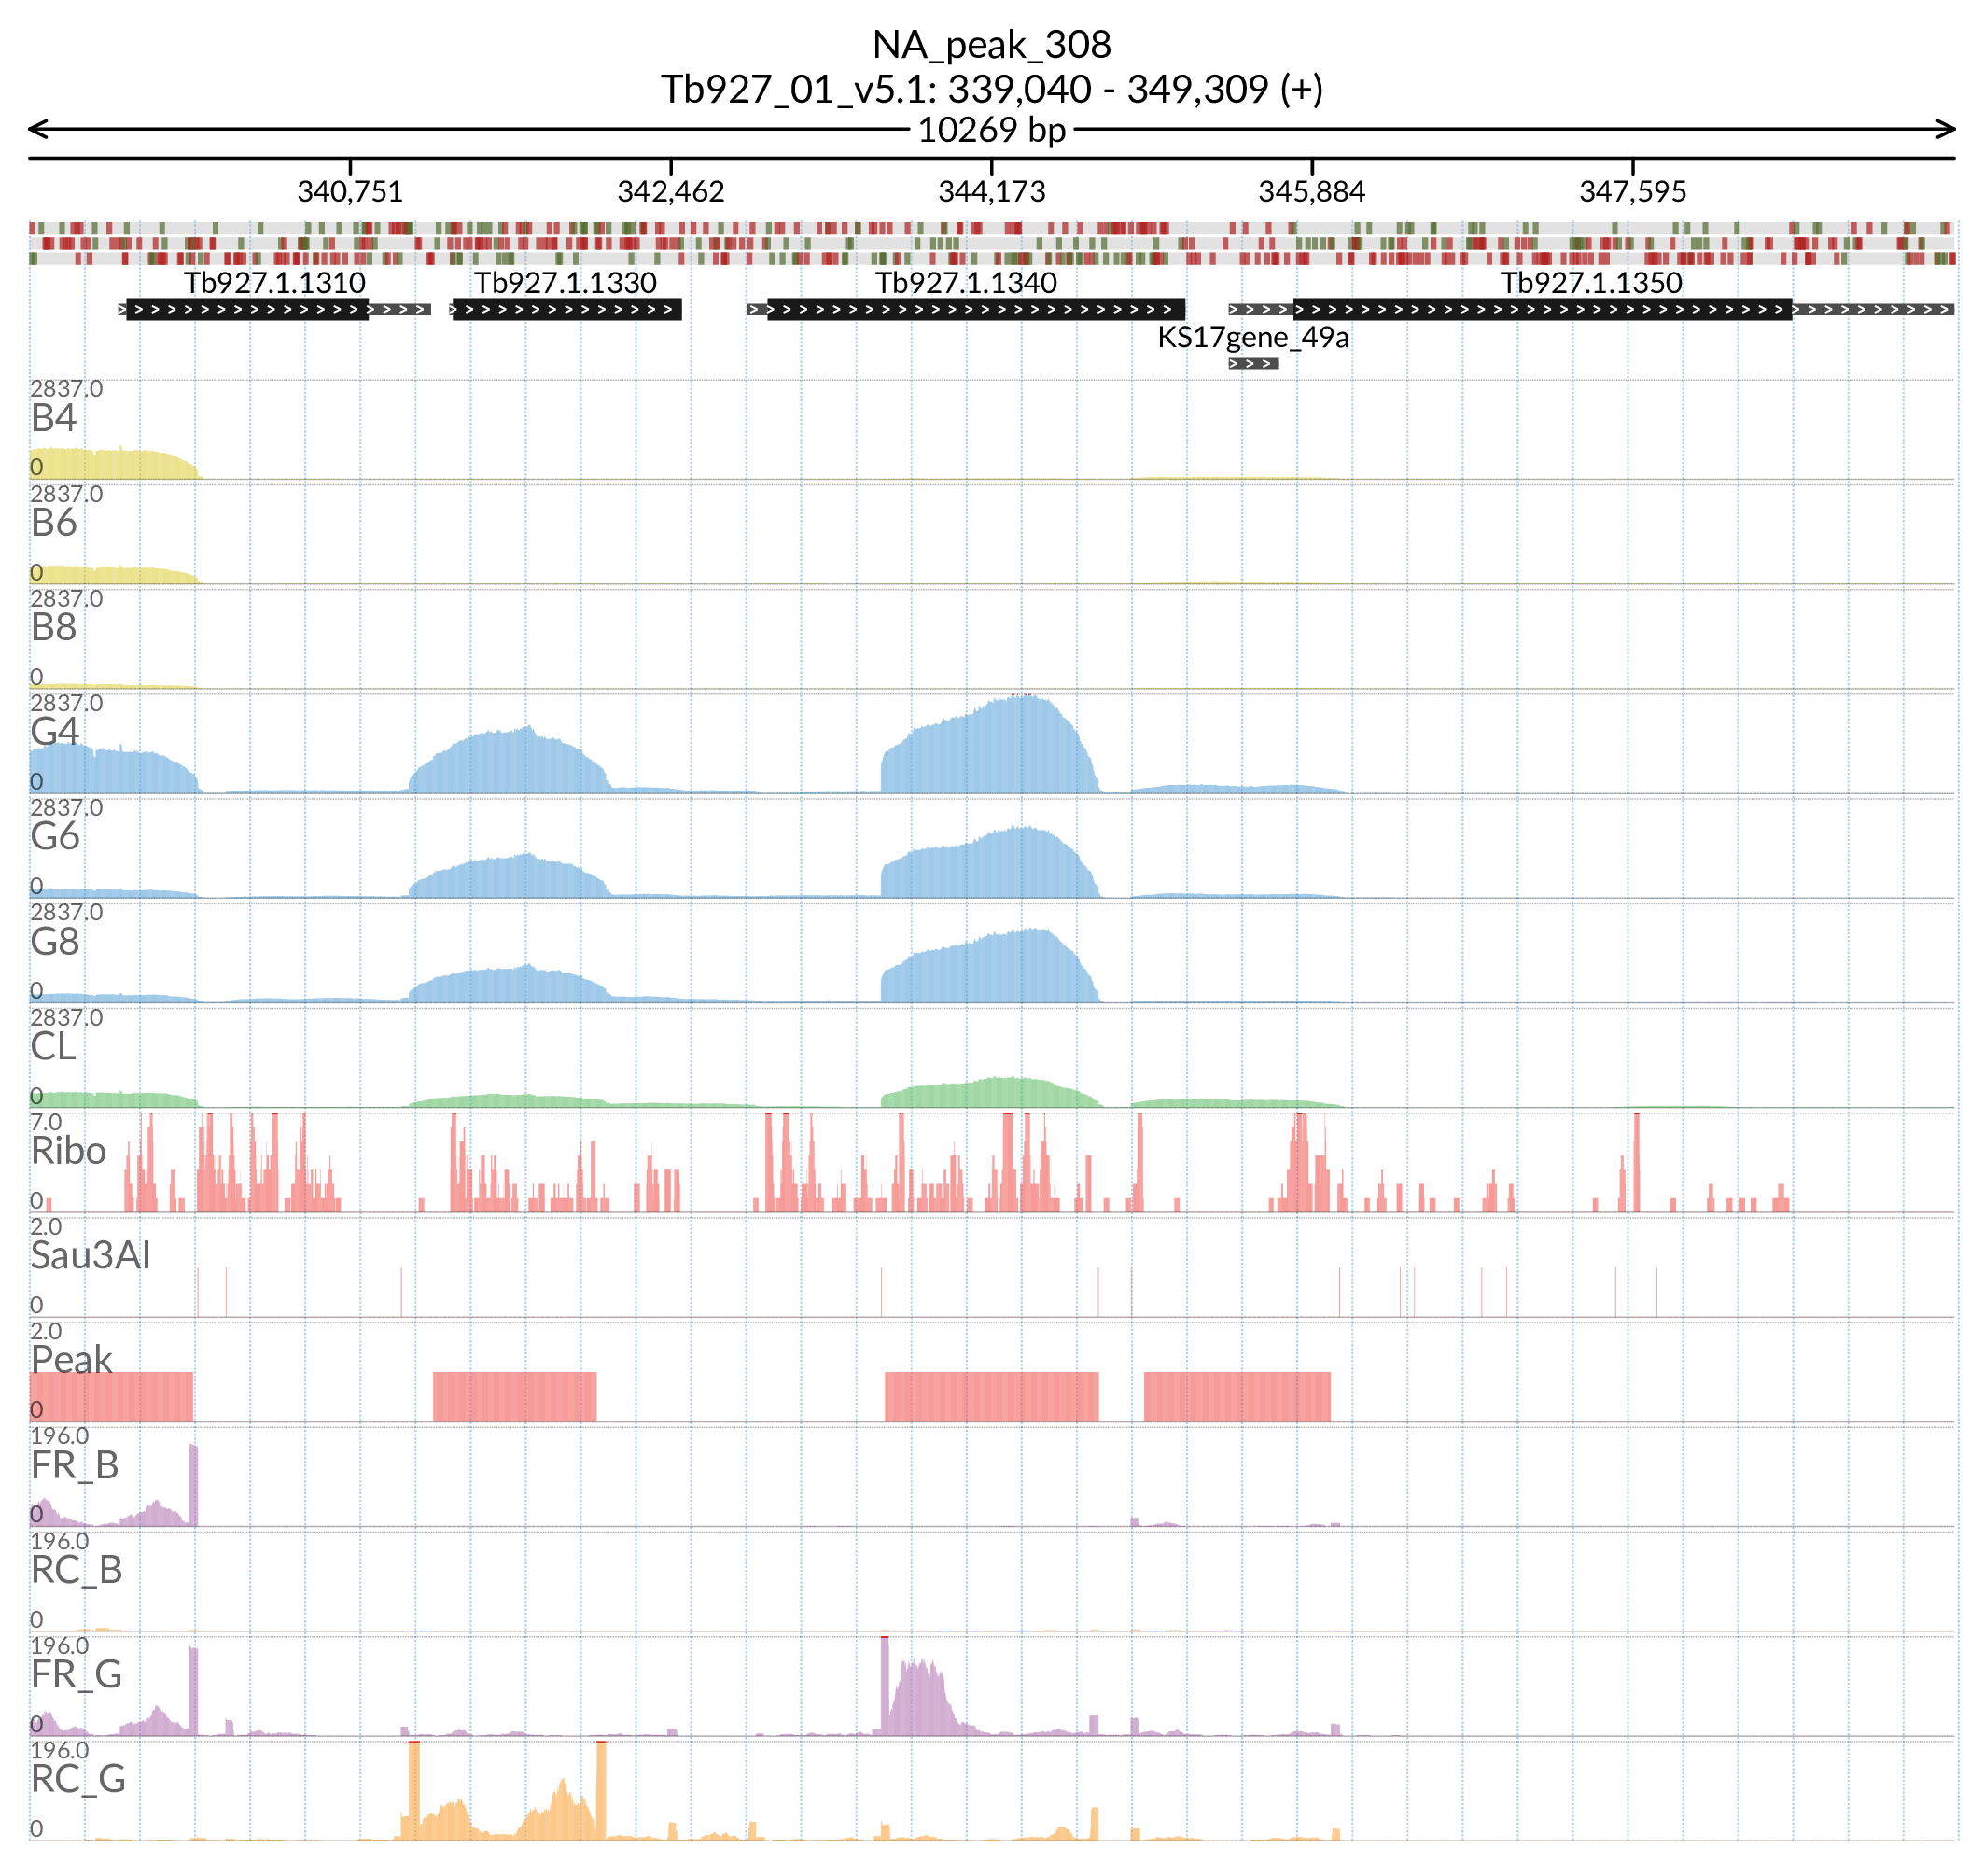 NA_peak_308
Tb927_01_v5.1: 339,040 - 349,309 (+)
10269 bp
340,751 342,462 344,173 345,884 347,595
Tb927.1.1310 Tb927.1.1330 Tb927.1.1340 Tb927.1.1350
KS17gene_49a
2837.0
B4
0
2837.0
B6
0
2837.0
B8
0
2837.0
G4
0
2837.0
G6
0
2837.0
G8
0
2837.0
CL
0
7.0
Ribo
0
2.0
Sau3AI
0
2.0
Peak
0
196.0
FR_B
0
196.0
RC_B
0
196.0
FR_G
0
196.0
RC_G
0